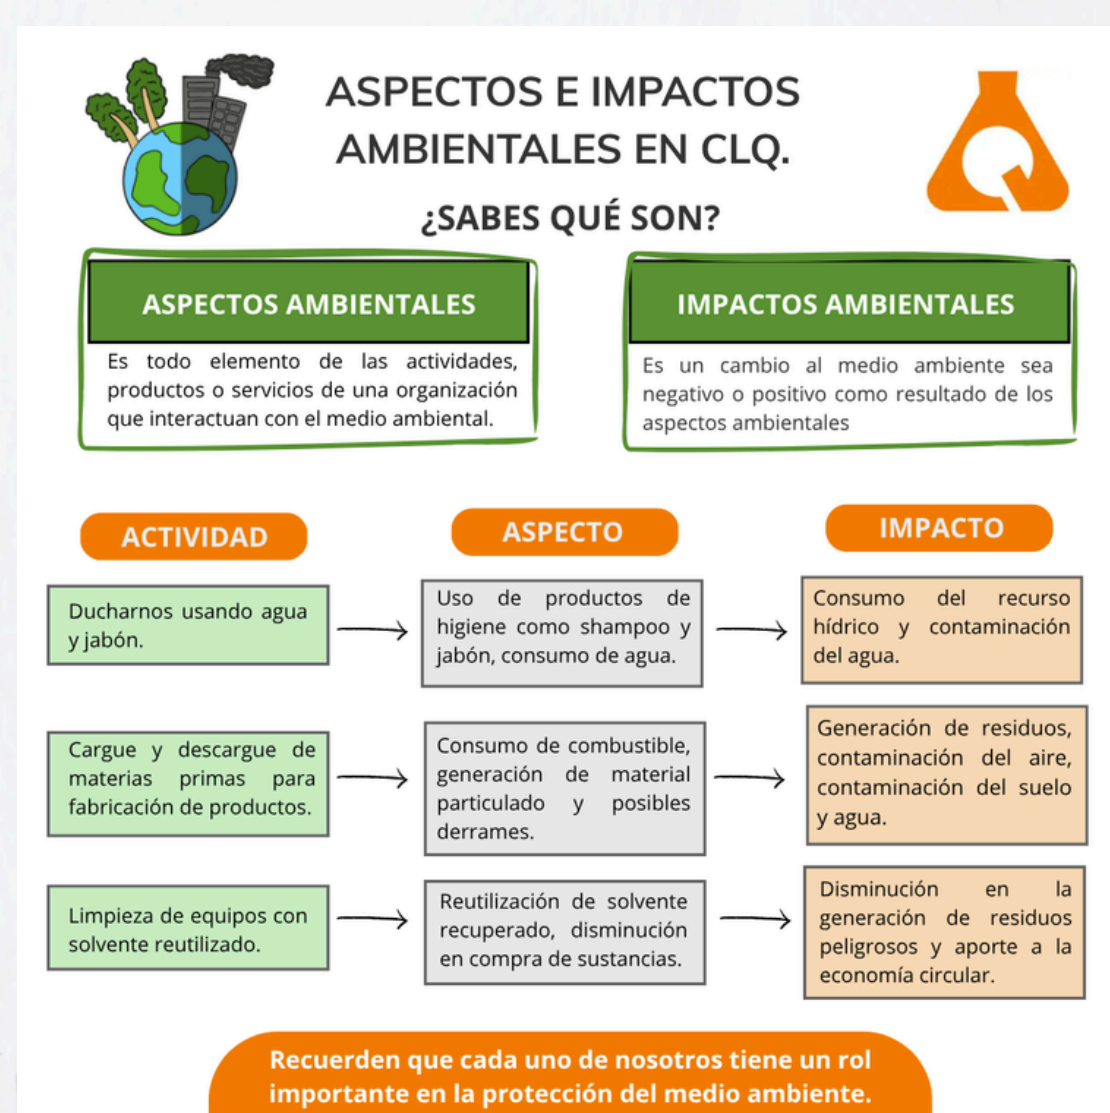 ASPECTOS E IMPACTOS
AMBIENTALES EN CLQ.
¿SABES QUÉ SON?
ASPECTOS AMBIENTALES
Es todo elemento de las actividades,
productos o servicios de una organización
que interactuan con el medio ambiental.
IMPACTOS AMBIENTALES
Es un cambio al medio ambiente sea
negativo o positivo como resultado de los
aspectos ambientales
ACTIVIDAD
ASPECTO
IMPACTO
Ducharnos usando agua
y jabón.
Uso de productos de
higiene como shampoo y
jabón, consumo de agua.
Consumo del recurso
hídrico y contaminación
del agua.
Cargue y descargue de
materias primas para
fabricación de productos.
Consumo de combustible,
generación de material
particulado y posibles
derrames.
Generación de residuos,
contaminación del aire,
contaminación del suelo
y agua.
Limpieza de equipos con
solvente reutilizado.
Reutilización de solvente
recuperado, disminución
en compra de sustancias.
Disminución en la
generación de residuos
peligrosos y aporte a la
economía circular.
Recuerden que cada uno de nosotros tiene un rol
importante en la protección del medio ambiente.